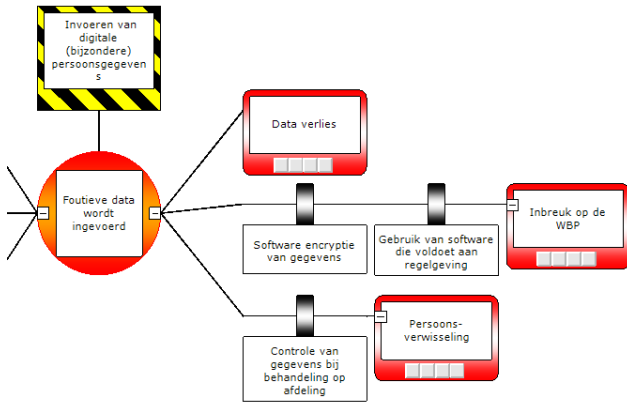 Invoeren van
digitale
(bijzondere)
persoonsgegeven
s
Foutieve data
wordt
ingevoerd
Data verlies
Software encryptie
van gegevens
Gebruik van software
die voldoet aan
regelgeving
Inbreuk op de
WBP
Controle van
gegevens bij
behandeling op
afdeling
Persoons-
verwisseling